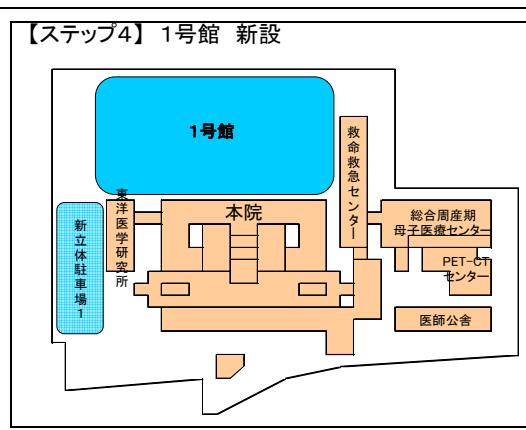 【ステップ4】 1号館 新設
1号館
救命救急センター
東洋医学研究所
本院
総合周産期
母子医療センター
新立体駐車場1
PET-CT
センター
医師公舎